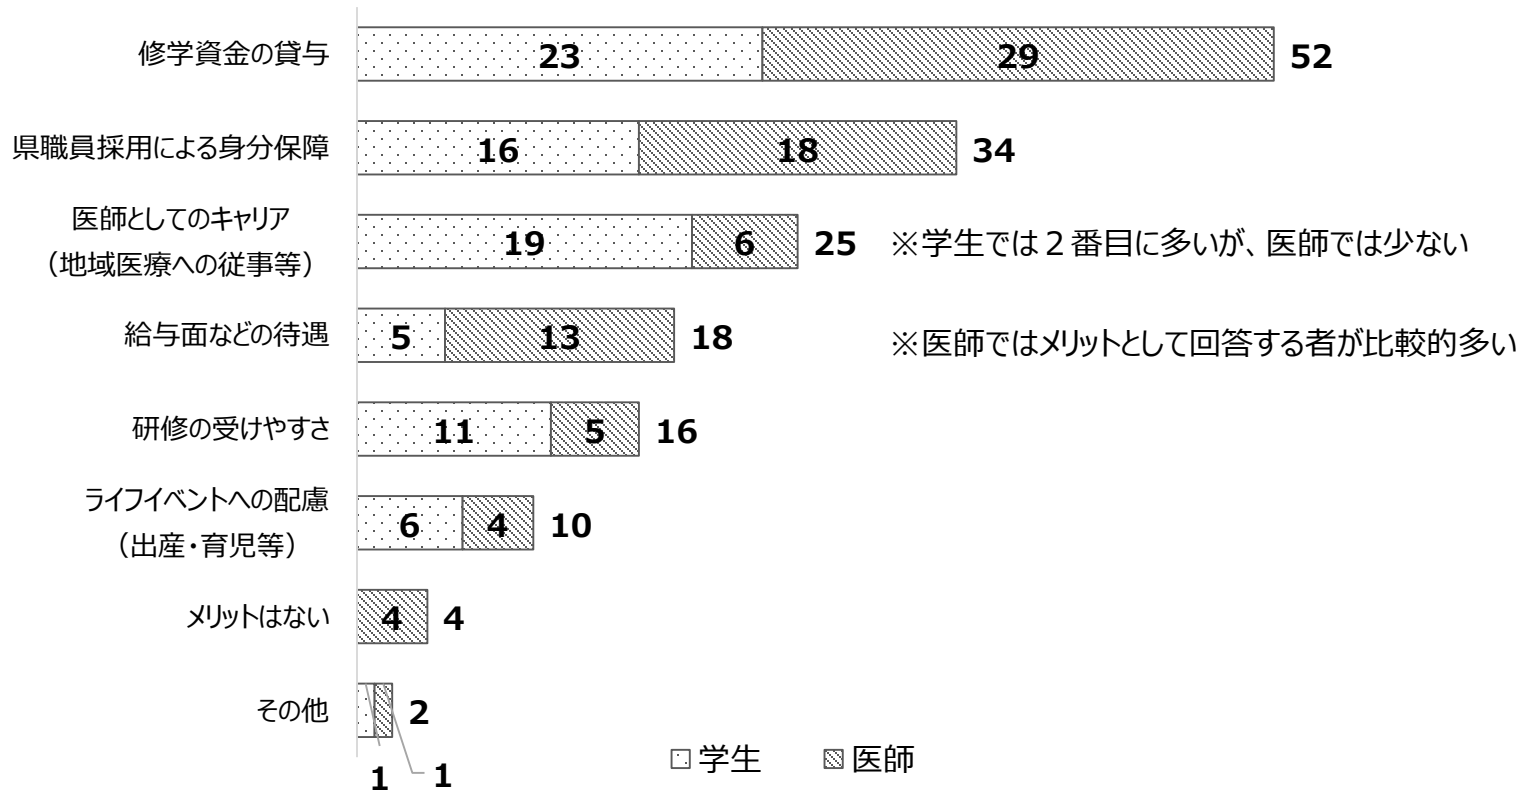 修学資金の貸与
23
29
52
県職員採用による身分保障
16
18
34
医師としてのキャリア
（地域医療への従事等）
19
6
25
※学生では２番目に多いが、医師では少ない
給与面などの待遇
5
13
18
※医師ではメリットとして回答する者が比較的多い
研修の受けやすさ
11
5
16
ライフイベントへの配慮
（出産・育児等）
6
4
10
メリットはない
4
4
その他
2
1
1
学生
医師